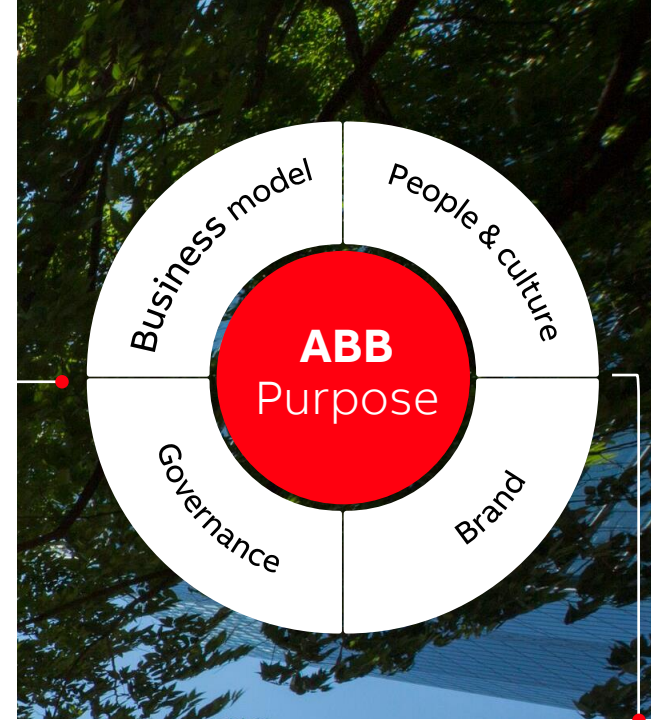 Business model
People & culture
ABB
Purpose
Governance
Brand